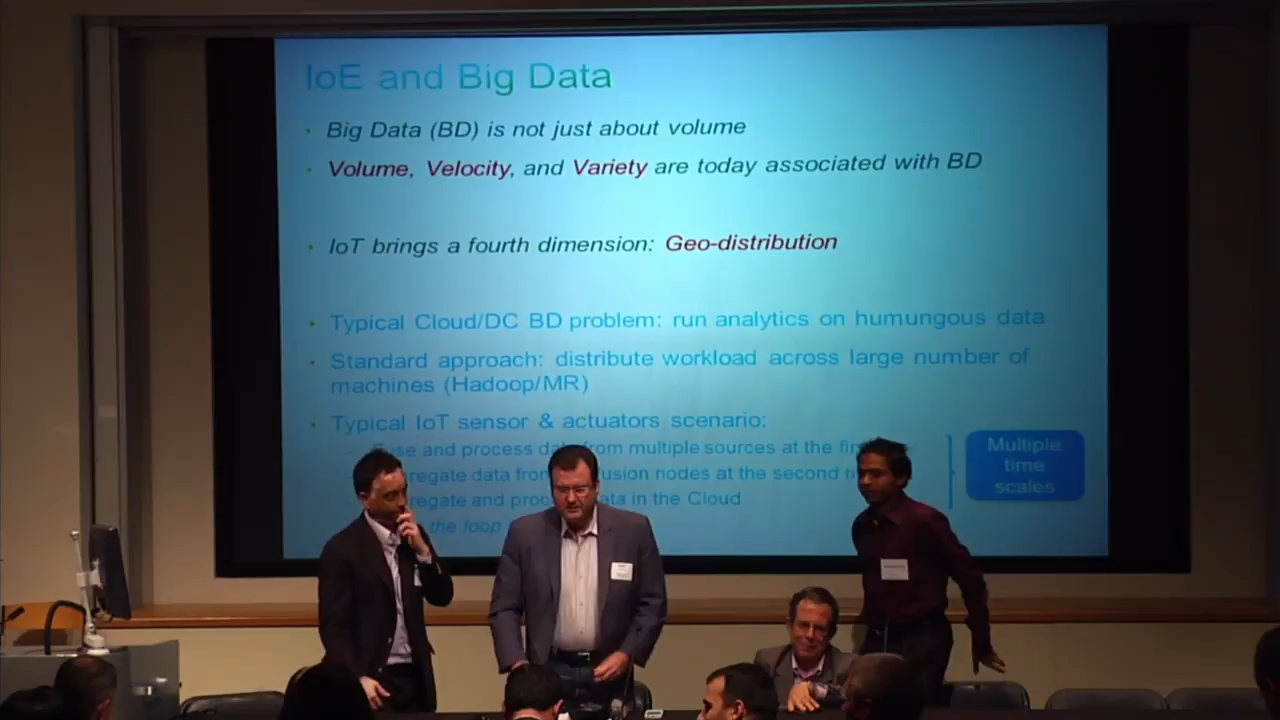 IoE and Big Data
Big Data (BD) is not just about volume
Volume, Velocity, and Variety are today associated with BD
IoT brings a fourth dimension: Geo-distribution
Typical Cloud/DC BD problem: run analytics on humungous data
Standard approach: distribute workload across large number of
machines (Hadoop/MR)
Typical IoT sensor & actuators scenario:
and process data from multiple sources at the
data from fusion nodes at the second
and data in the Cloud
the loop
Multiple
time
scales